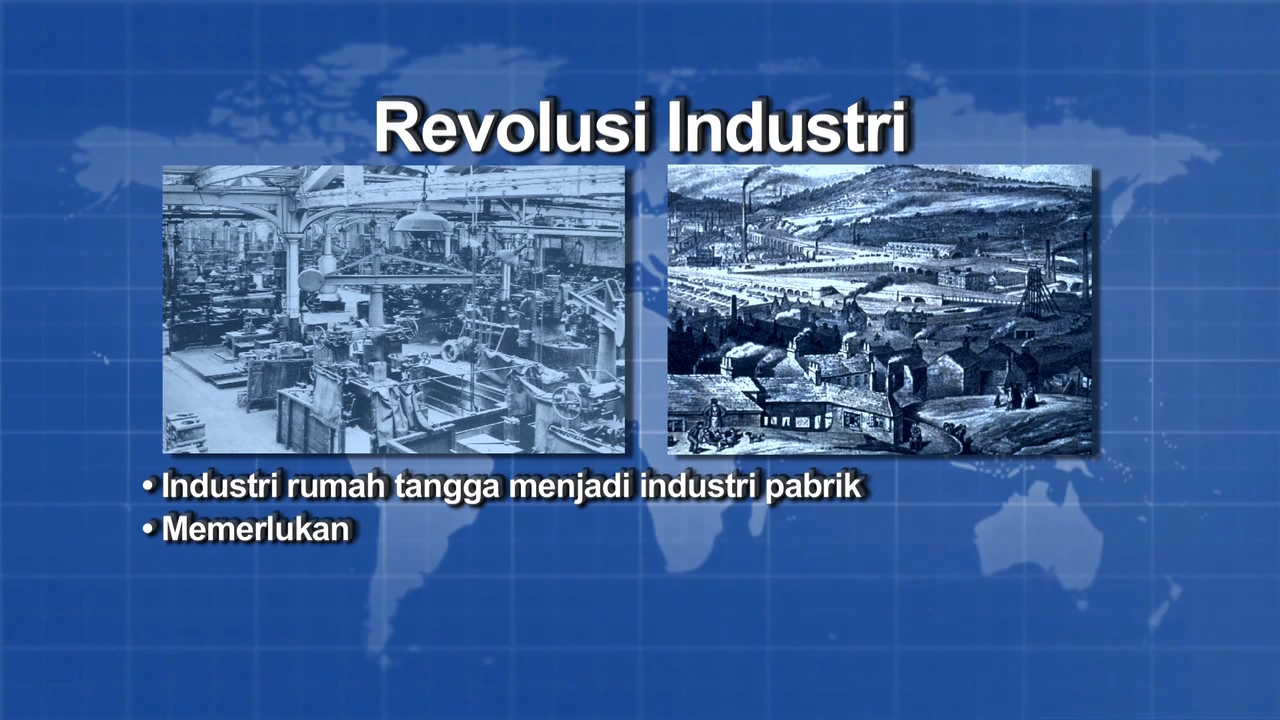 Revolusi Industri
• Industri rumah tangga menjadi industri pabrik
• Memerlukan